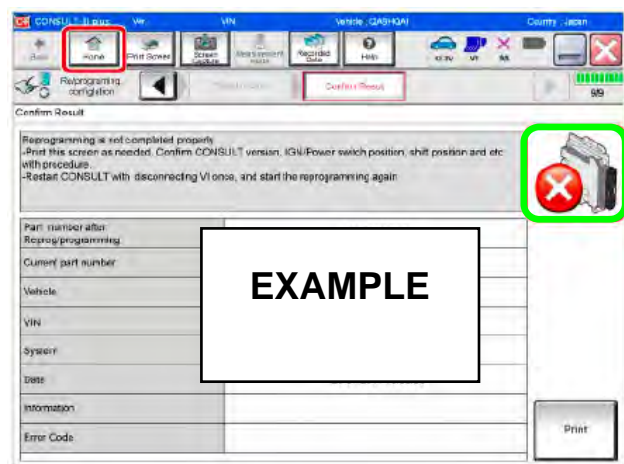 CONSULT-III plus Ver. VIN Vehicle : QASHQAI Country : Japan
Back Home Print Screen Screen Capture Measurement Mode Recorded Data Help VI
Reprogramming Confirm Result 9/9
Confirm Result
Reprogramming is not completed properly
-Print this screen as needed. Confirm CONSULT version, IGN/Power switch position, shift position and etc
with procedure.
-Restart CONSULT with disconnecting VI once, and start the reprogramming again
Part number after
Reprog/programming
Current part number
Vehicle
VIN
System
Date
Information
Error Code
EXAMPLE
Print